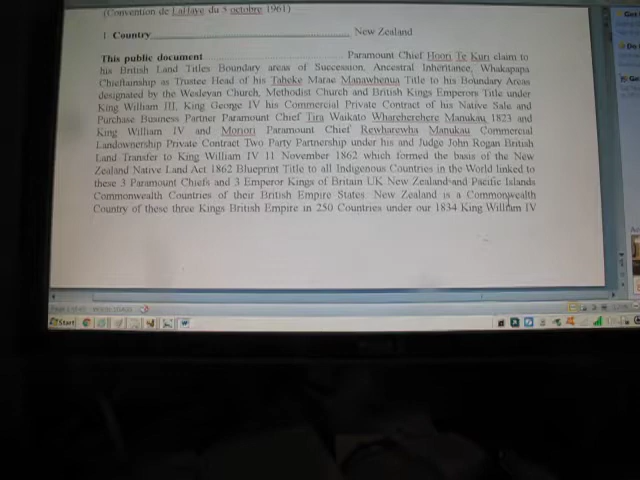 (Convention de LaHaye du 5 octobre 1961)
1 Country New Zealand
This public document Paramount Chief Hoori Te Kuri claim to
his British Land Titles Boundary areas of Succession, Ancestral Inheritance, Whakapapa
Chieftainship as Trustee Head of his Taheke Marae Manawhenua Title to his Boundary Areas
designated by the Wesleyan Church, Methodist Church and British Kings Emperors Title under
King William III, King George IV his Commercial Private Contract of his Native Sale and
Purchase Business Partner Paramount Chief Tira Waikato Whareherehere Manukau 1823 and
King William IV and Moriori Paramount Chief Rewharewha Manukau Commercial
Landownership Private Contract Two Party Partnership under his and Judge John Rogan British
Land Transfer to King William IV 11 November 1862 which formed the basis of the New
Zealand Native Land Act 1862 Blueprint Title to all Indigenous Countries in the World linked to
these 3 Paramount Chiefs and 3 Emperor Kings of Britain UK New Zealand and Pacific Islands
Commonwealth Countries of their British Empire States. New Zealand is a Commonwealth
Country of these three Kings British Empire in 250 Countries under our 1834 King William IV
Start